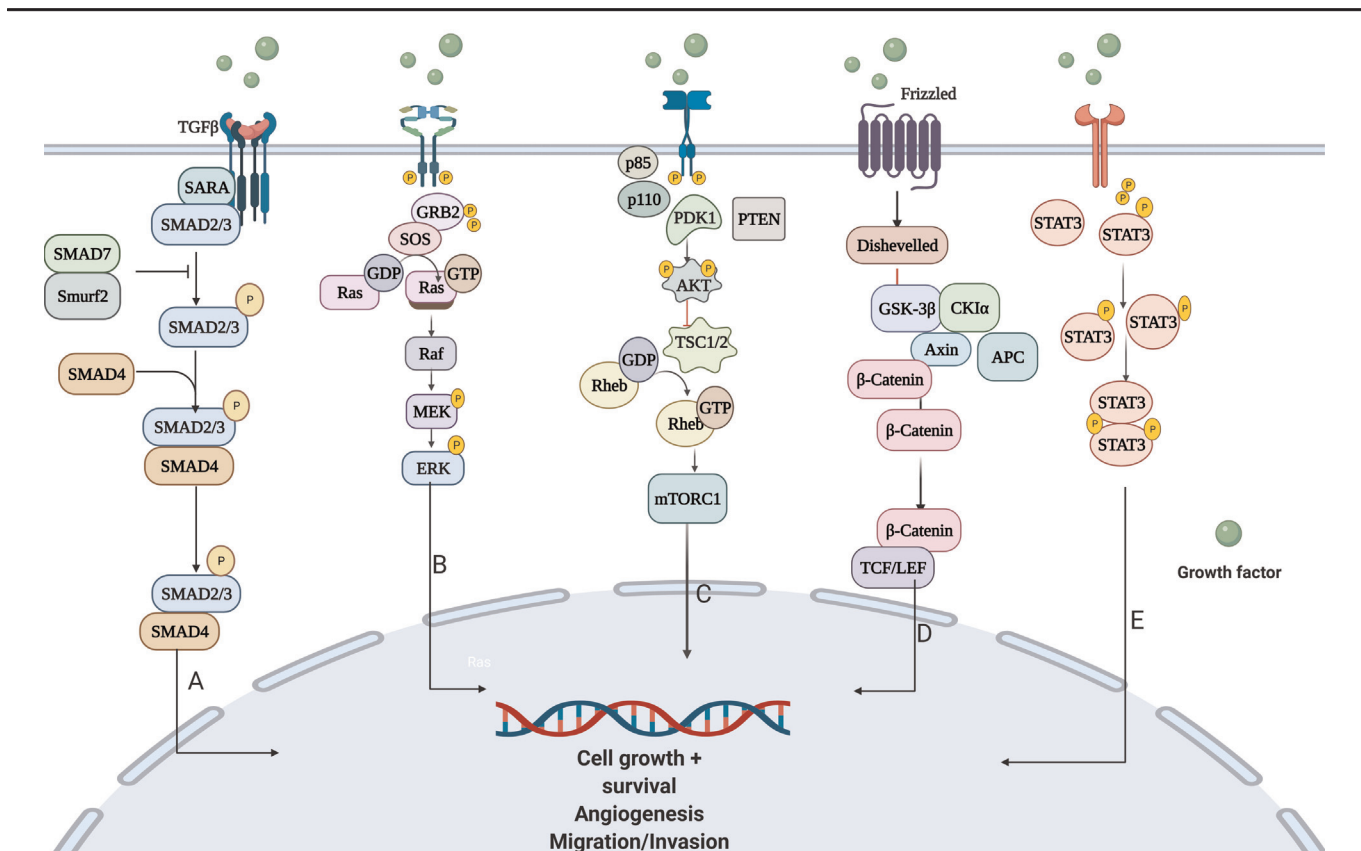 TGFβ
SARA
SMAD2/3
SMAD7
Smurf2
P
SMAD2/3
SMAD4
P
SMAD2/3
SMAD4
P
SMAD2/3
SMAD4
A
P
P
GRB2
P
P
SOS
GDP
GTP
Ras
Ras
Raf
MEK
P
P
ERK
B
Ras
p85
p110
P
P
PDK1
PTEN
P
P
AKT
TSC1/2
GDP
Rheb
GTP
Rheb
mTORC1
C
Frizzled
Dishevelled
GSK-3β
CKIα
Axin
APC
β-Catenin
β-Catenin
β-Catenin
TCF/LEF
D
P
P
P
STAT3
STAT3
P
P
STAT3
STAT3
STAT3
P
P
STAT3
E
Growth factor
Cell growth +
survival
Angiogenesis
Migration/Invasion